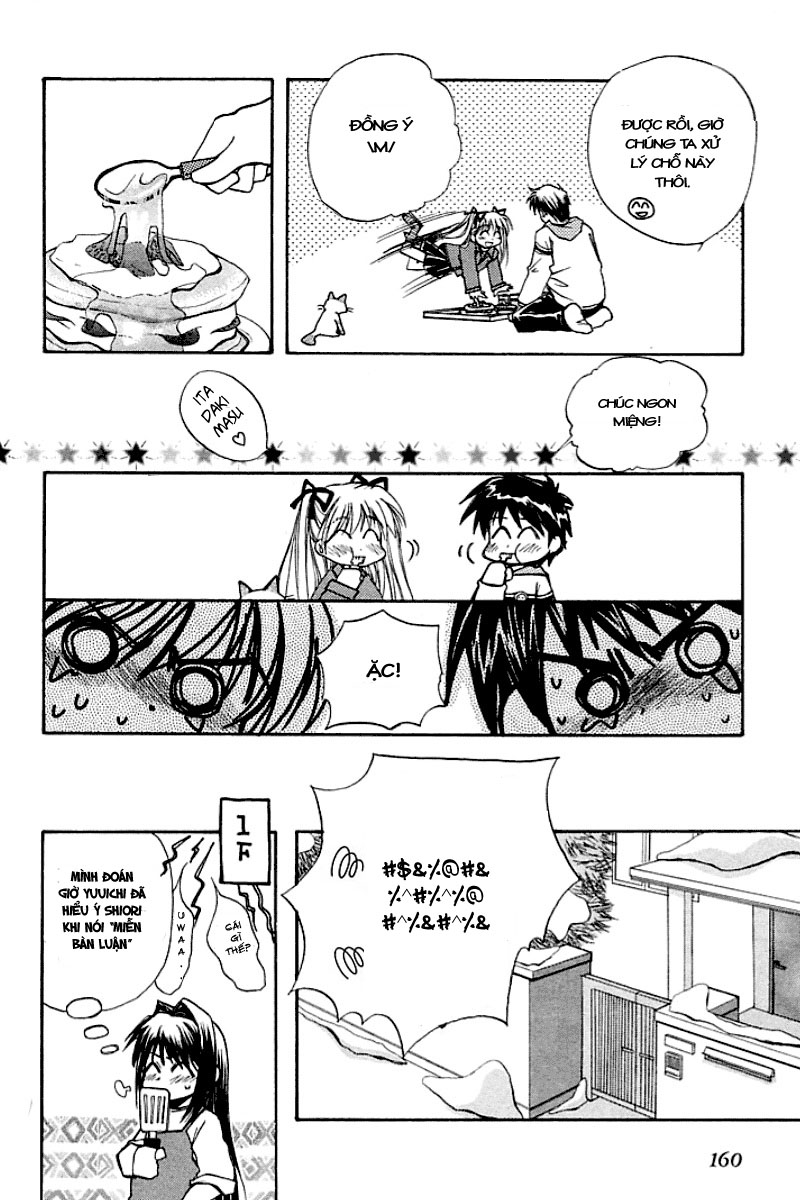 ĐỒNG Ý
\M/
ĐƯỢC RỒI, GIỜ
CHÚNG TA XỬ
LÝ CHỖ NÀY
THÔI.
ITA
DAKI
MASU
♡
CHÚC NGON
MIỆNG!
ẶC!
1F
MÌNH ĐOÁN
GIỜ YUUICHI ĐÃ
HIỂU Ý SHIORI
KHI NÓI "MIỄN
BÀN LUẬN"
UWAA..
CÁI
GÌ
THẾ?
#$&%@#&
%^#%^%@
#^%&#^%&
160